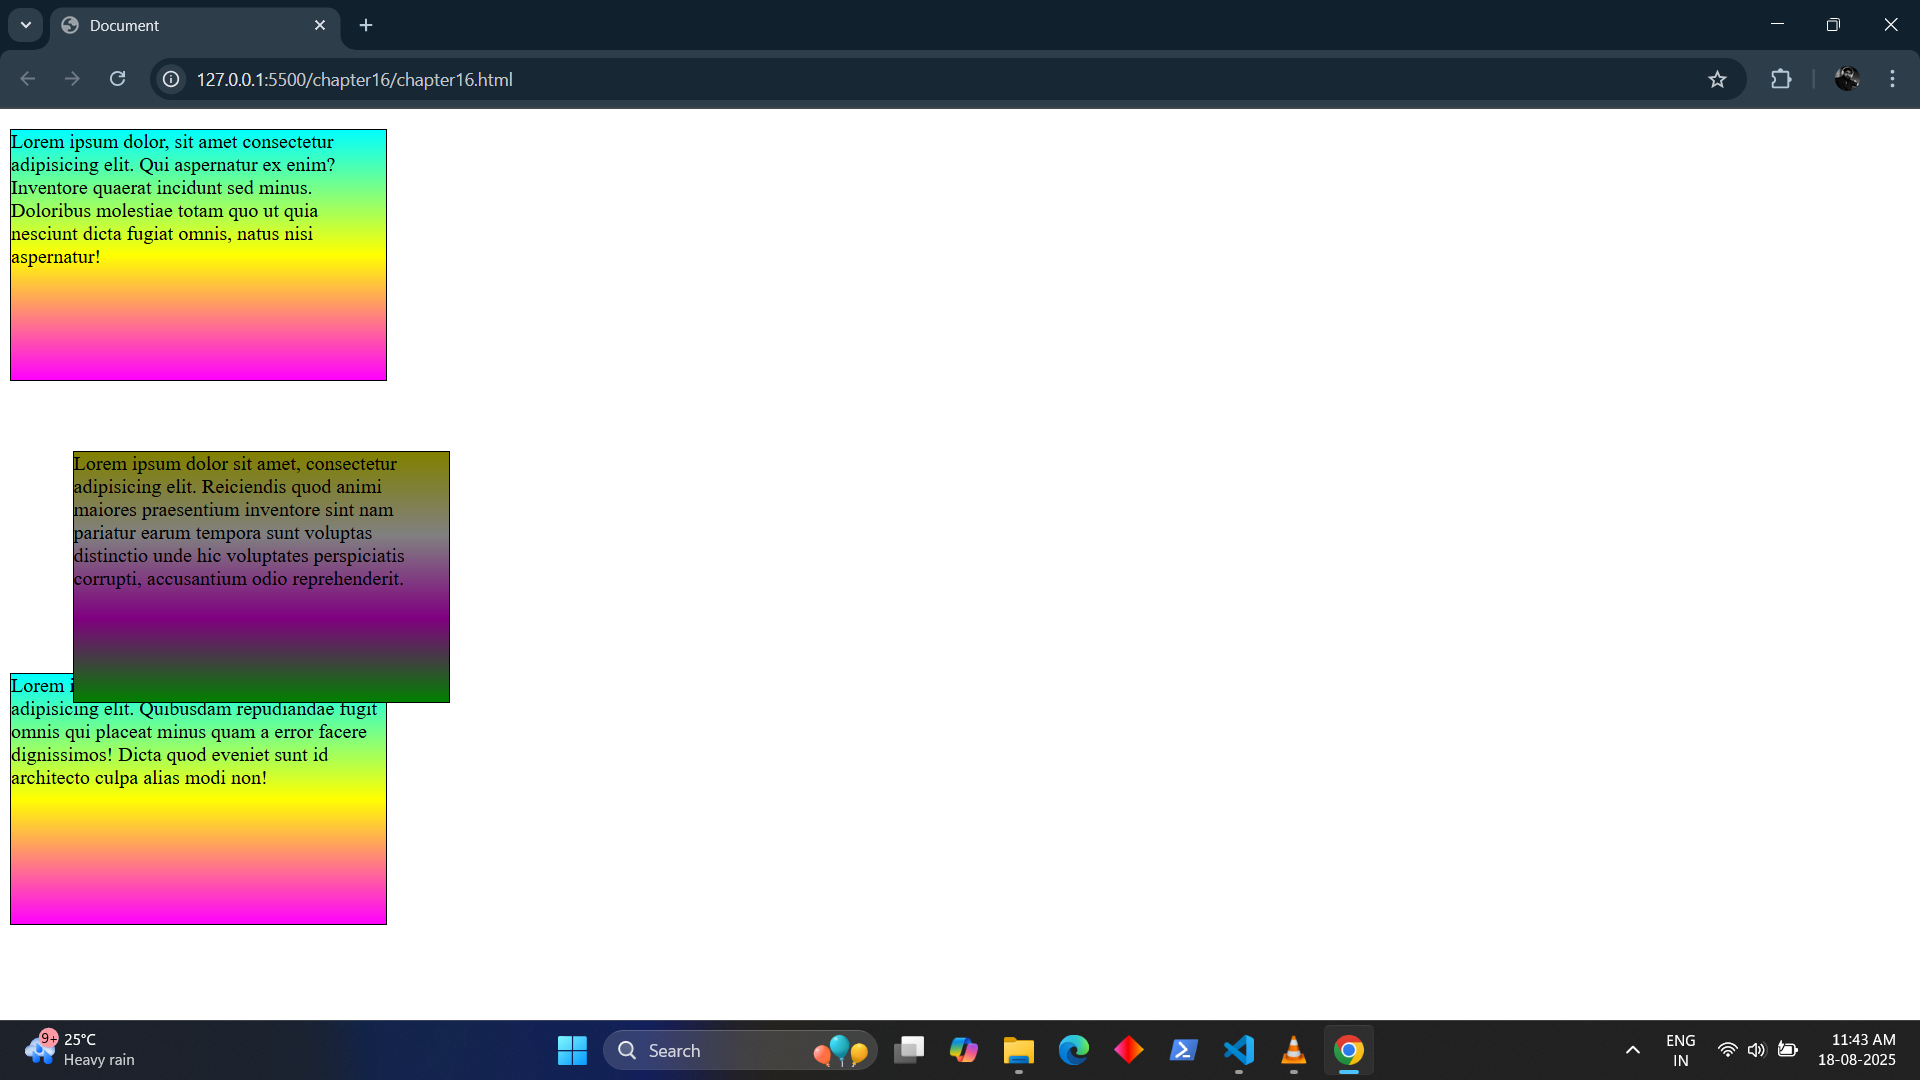 Document
127.0.0.1:5500/chapter16/chapter16.html
Lorem ipsum dolor, sit amet consectetur
adipisicing elit. Qui aspernatur ex enim?
Inventore quaerat incidunt sed minus.
Doloribus molestiae totam quo ut quia
nesciunt dicta fugiat omnis, natus nisi
aspernatur!
Lorem ipsum dolor sit amet, consectetur
adipisicing elit. Reiciendis quod animi
maiores praesentium inventore sint nam
pariatur earum tempora sunt voluptas
distinctio unde hic voluptates perspiciatis
corrupti, accusantium odio reprehenderit.
Lorem
adipisicing elit. Quibusdam repudiandae fugit
omnis qui placeat minus quam a error facere
dignissimos! Dicta quod eveniet sunt id
architecto culpa alias modi non!
9+
25°C
Heavy rain
Search
ENG
IN
11:43 AM
18-08-2025